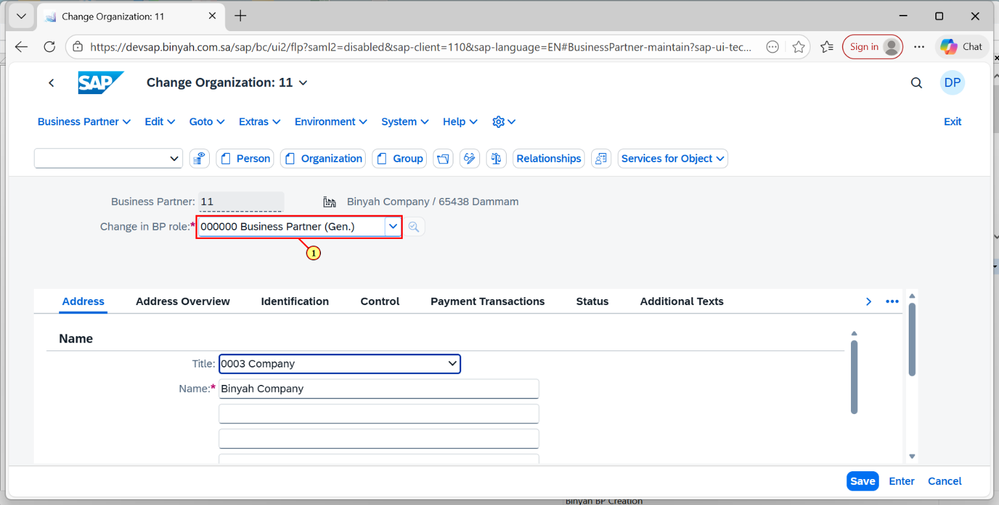 Change Organization: 11
https://devsap.binyah.com.sa/sap/bc/ui2/flp?saml2=disabled&sap-client=110&sap-language=EN#BusinessPartner-maintain?sap-ui-tec...
Sign in
Chat
SAP
Change Organization: 11
DP
Business Partner
Edit
Goto
Extras
Environment
System
Help
Exit
Person
Organization
Group
Relationships
Services for Object
Business Partner: 11
Binyah Company / 65438 Dammam
Change in BP role:* 000000 Business Partner (Gen.)
1
Address
Address Overview
Identification
Control
Payment Transactions
Status
Additional Texts
Name
Title: 0003 Company
Name:* Binyah Company
Save
Enter
Cancel
Binyah BP Creation